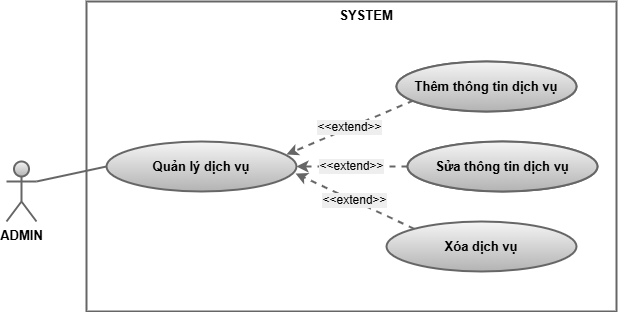 SYSTEM
Thêm thông tin dịch vụ
<<extend>>
Quản lý dịch vụ
<<extend>>
Sửa thông tin dịch vụ
<<extend>>
ADMIN
Xóa dịch vụ